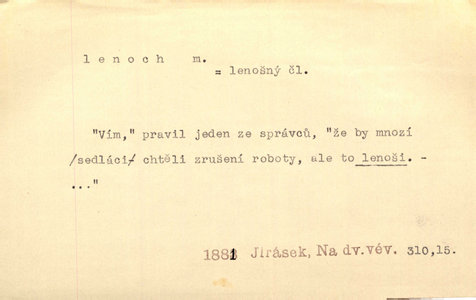 lenoch m.
= lenošný čl.
"Vím," pravil jeden ze správců, "že by mnozí
/sedláci/ chtěli zrušení roboty, ale to lenoši. -
..."
1881 Jirásek, Na dv.vév. 310,15.